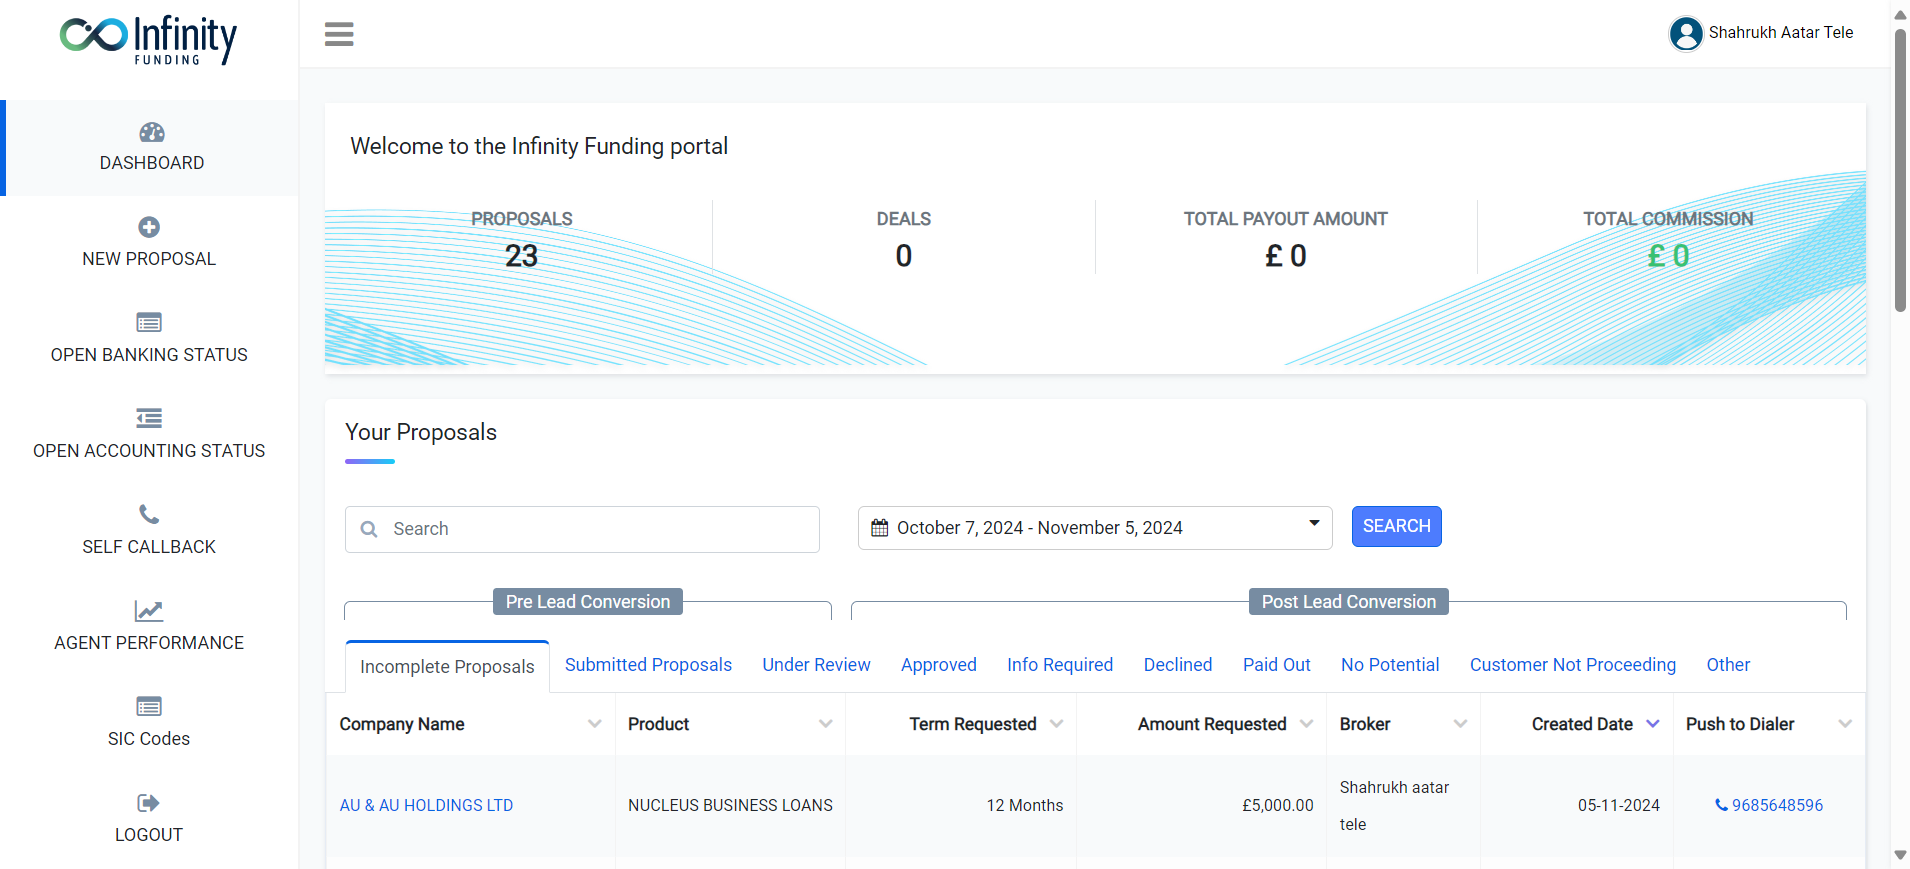 Infinity
FUNDING
Shahrukh Aatar Tele
DASHBOARD
NEW PROPOSAL
OPEN BANKING STATUS
OPEN ACCOUNTING STATUS
SELF CALLBACK
AGENT PERFORMANCE
SIC Codes
LOGOUT
Welcome to the Infinity Funding portal
PROPOSALS DEALS TOTAL PAYOUT AMOUNT TOTAL COMMISSION
23 0 £ 0 £ 0
Your Proposals
Search October 7, 2024 - November 5, 2024 SEARCH
Pre Lead Conversion Post Lead Conversion
Incomplete Proposals Submitted Proposals Under Review Approved Info Required Declined Paid Out No Potential Customer Not Proceeding Other
Company Name Product Term Requested Amount Requested Broker Created Date Push to Dialer
AU & AU HOLDINGS LTD NUCLEUS BUSINESS LOANS 12 Months £5,000.00 Shahrukh aatar 05-11-2024 9685648596
tele